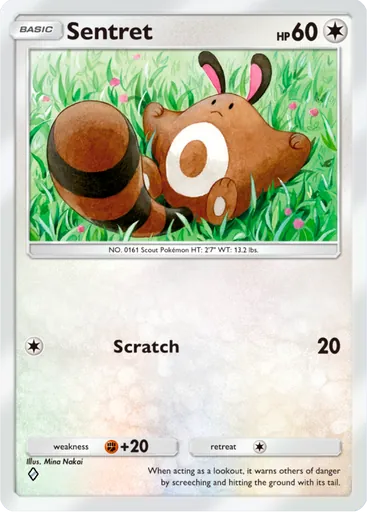 BASIC Sentret HP 60
NO. 0161 Scout Pokémon HT: 2'7" WT: 13.2 lbs.
Scratch 20
weakness +20 retreat
Illus. Mina Nakai
When acting as a lookout, it warns others of danger
by screeching and hitting the ground with its tail.